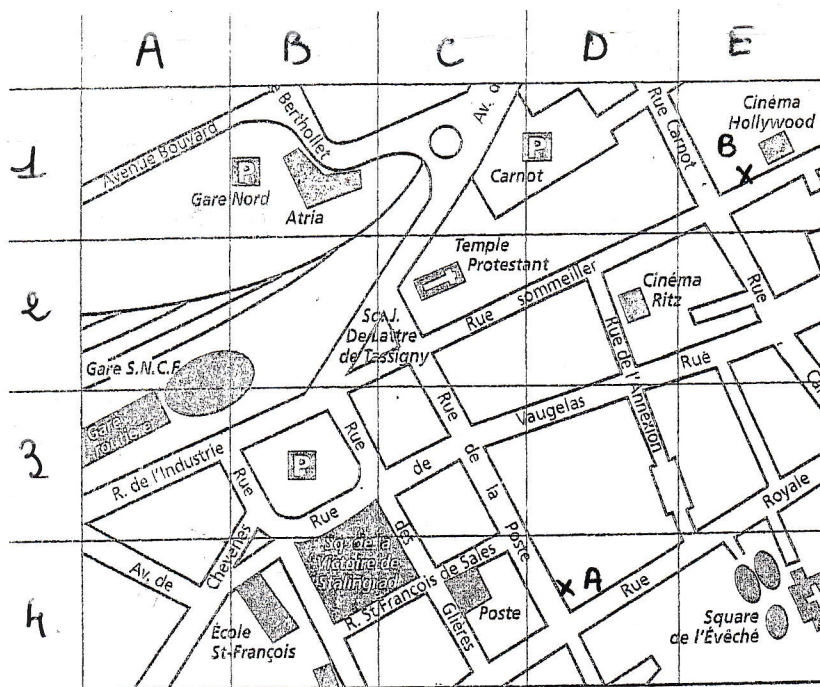 A B C D E
1
Avenue Bouvard
Berthollet
P
Gare Nord
Atria
Av. d
P
Carnot
Rue Carnot
Cinéma
Hollywood
B
x
2
Temple
Protestant
Rue sommeiller
Cinéma
Ritz
Rue
Sq. J.
De Lattre
de Tassigny
Gare S.N.C.F.
Rue de l'Annexion
Rue
3
Gare
routière
R. de l'Industrie
Rue
P
Rue
Rue
Rue
de
Vaugelas
de
la
Poste
des
Royale
4
Av. de
Chevenes
Sq. de la
Victoire de
Stalingrad
R. St-François de Sales
x A
Rue
École
St-François
Glières
Poste
Square
de l'Évêché